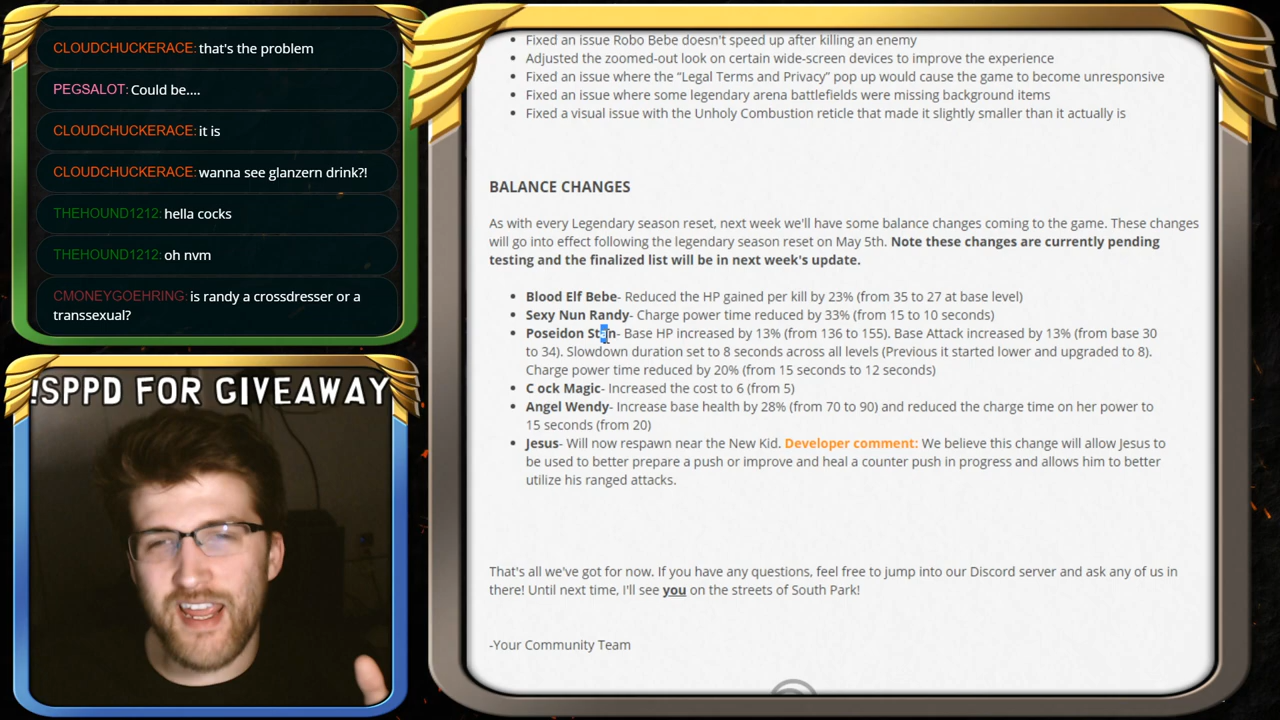 CLOUDCHUCKERACE: that's the problem
PEGSALOT: Could be....
CLOUDCHUCKERACE: it is
CLOUDCHUCKERACE: wanna see glanzern drink?!
THEHOUND1212: hella cocks
THEHOUND1212: oh nvm
CMONEYGOEHRING: is randy a crossdresser or a
transsexual?
!SPPD FOR GIVEAWAY
• Fixed an issue Robo Bebe doesn't speed up after killing an enemy
• Adjusted the zoomed-out look on certain wide-screen devices to improve the experience
• Fixed an issue where the “Legal Terms and Privacy” pop up would cause the game to become unresponsive
• Fixed an issue where some legendary arena battlefields were missing background items
• Fixed a visual issue with the Unholy Combustion reticle that made it slightly smaller than it actually is
BALANCE CHANGES
As with every Legendary season reset, next week we'll have some balance changes coming to the game. These changes
will go into effect following the legendary season reset on May 5th. Note these changes are currently pending
testing and the finalized list will be in next week's update.
• Blood Elf Bebe- Reduced the HP gained per kill by 23% (from 35 to 27 at base level)
• Sexy Nun Randy- Charge power time reduced by 33% (from 15 to 10 seconds)
• Poseidon Stan- Base HP increased by 13% (from 136 to 155). Base Attack increased by 13% (from base 30
to 34). Slowdown duration set to 8 seconds across all levels (Previous it started lower and upgraded to 8).
Charge power time reduced by 20% (from 15 seconds to 12 seconds)
• C ock Magic- Increased the cost to 6 (from 5)
• Angel Wendy- Increase base health by 28% (from 70 to 90) and reduced the charge time on her power to
15 seconds (from 20)
• Jesus- Will now respawn near the New Kid. Developer comment: We believe this change will allow Jesus to
be used to better prepare a push or improve and heal a counter push in progress and allows him to better
utilize his ranged attacks.
That's all we've got for now. If you have any questions, feel free to jump into our Discord server and ask any of us in
there! Until next time, I'll see you on the streets of South Park!
-Your Community Team